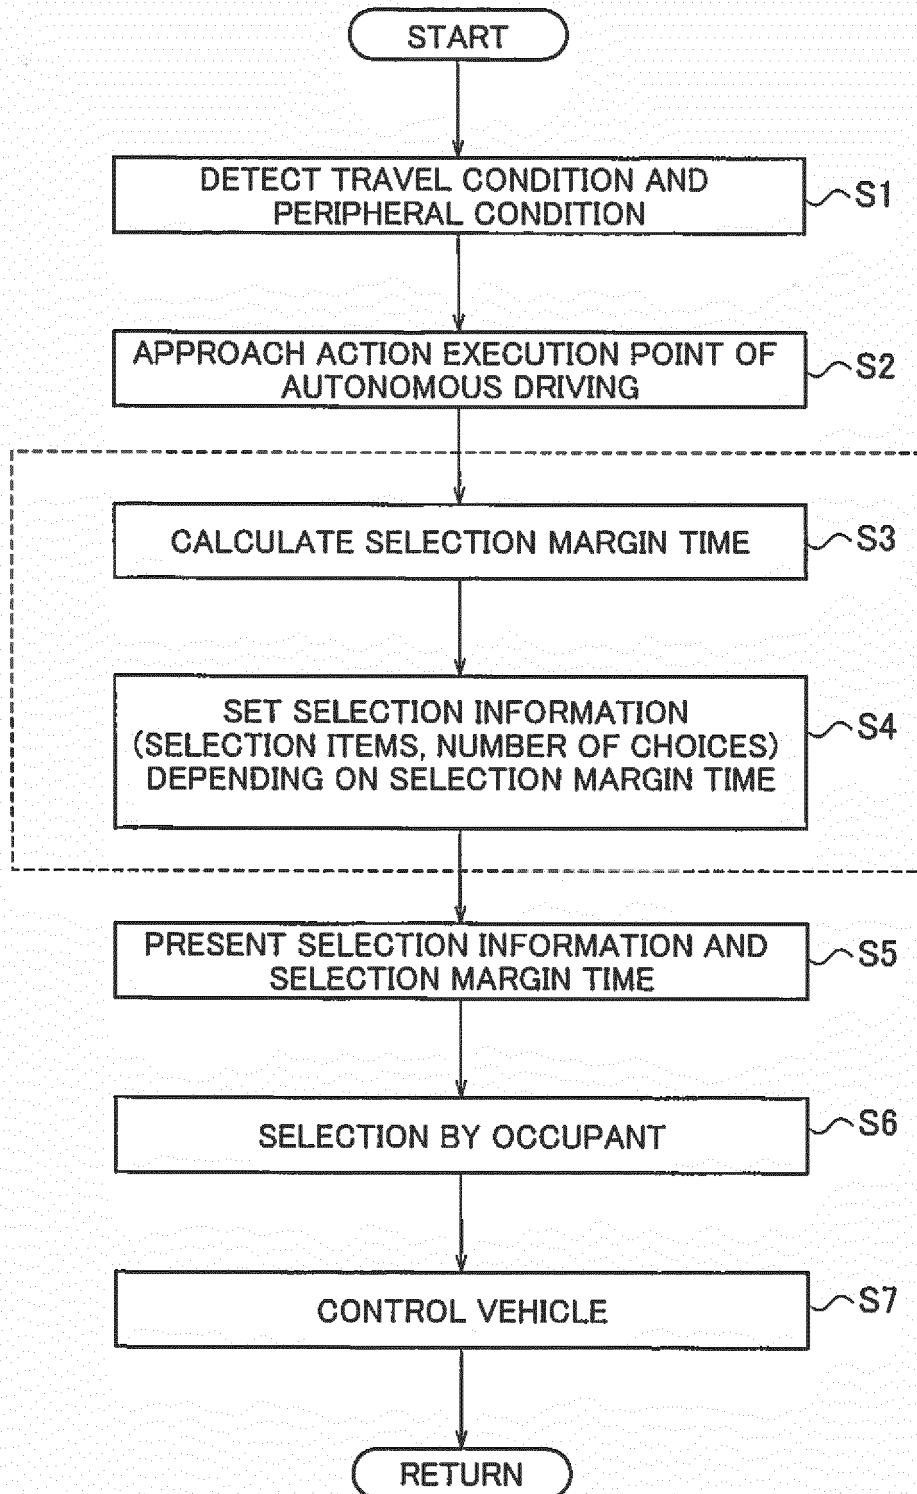 START
DETECT TRAVEL CONDITION AND
PERIPHERAL CONDITION
S1
APPROACH ACTION EXECUTION POINT OF
AUTONOMOUS DRIVING
S2
CALCULATE SELECTION MARGIN TIME
S3
SET SELECTION INFORMATION
(SELECTION ITEMS, NUMBER OF CHOICES)
DEPENDING ON SELECTION MARGIN TIME
S4
PRESENT SELECTION INFORMATION AND
SELECTION MARGIN TIME
S5
SELECTION BY OCCUPANT
S6
CONTROL VEHICLE
S7
RETURN